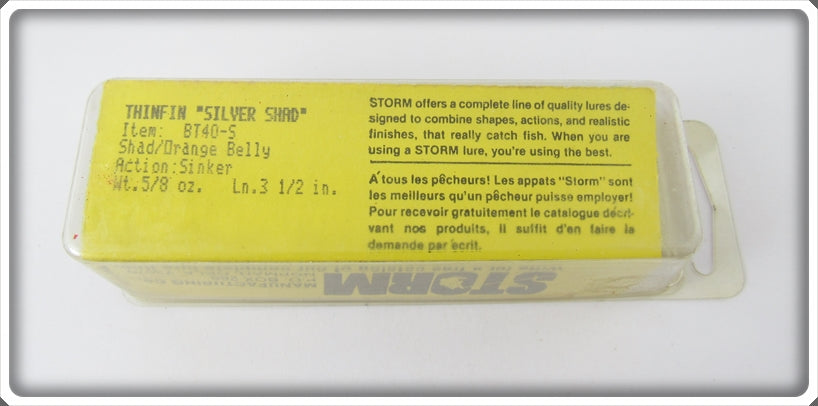 THINFIN "SILVER SHAD"
Item: BT40-S
Shad/Orange Belly
Action:Sinker
Wt.5/8 oz. Ln.3 1/2 in.
STORM offers a complete line of quality lures de-
signed to combine shapes, actions, and realistic
finishes, that really catch fish. When you are
using a STORM lure, you're using the best.
A'tous les pêcheurs! Les appats "Storm" sont
les meilleurs qu'un pêcheur puisse employer!
Pour recevoir gratuitement le catalogue décri-
vant nos produits, il suffit d'en faire la
demande par écrit.
STORM
MANUFACTURING
P.O. BOX